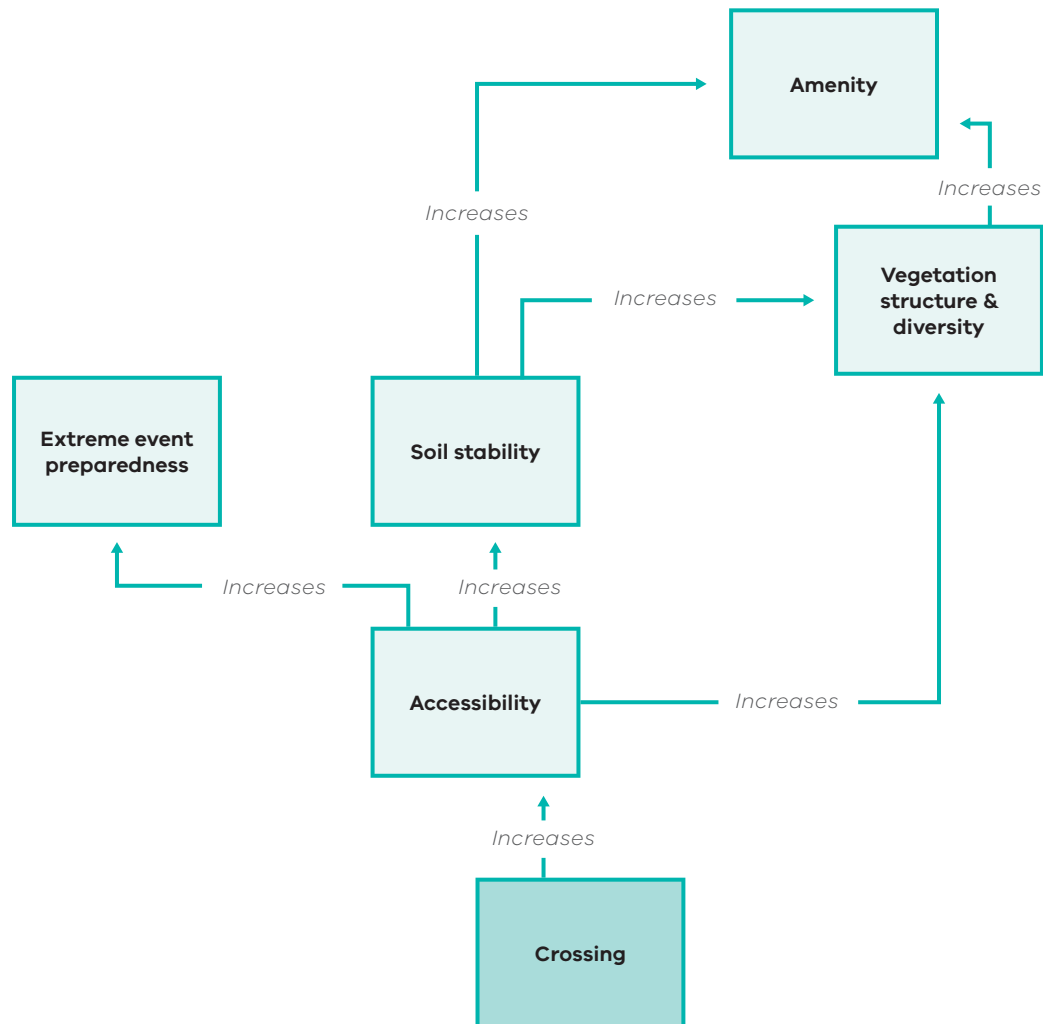 Amenity
Increases
Increases
Vegetation
structure &
diversity
Increases
Extreme event
preparedness
Soil stability
Increases
Increases
Accessibility
Increases
Increases
Crossing